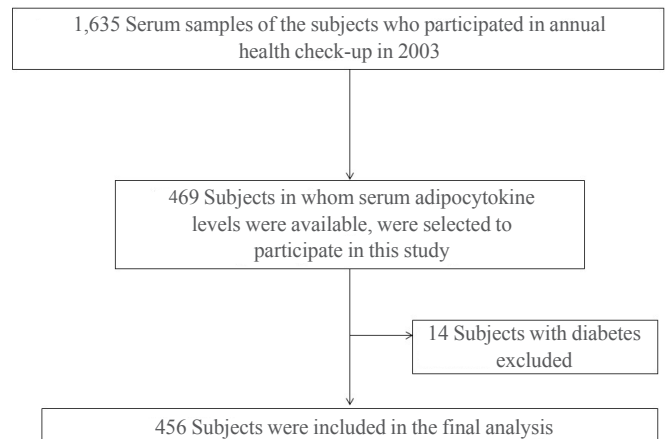 1,635 Serum samples of the subjects who participated in annual
health check-up in 2003
469 Subjects in whom serum adipocytokine
levels were available, were selected to
participate in this study
14 Subjects with diabetes
excluded
456 Subjects were included in the final analysis